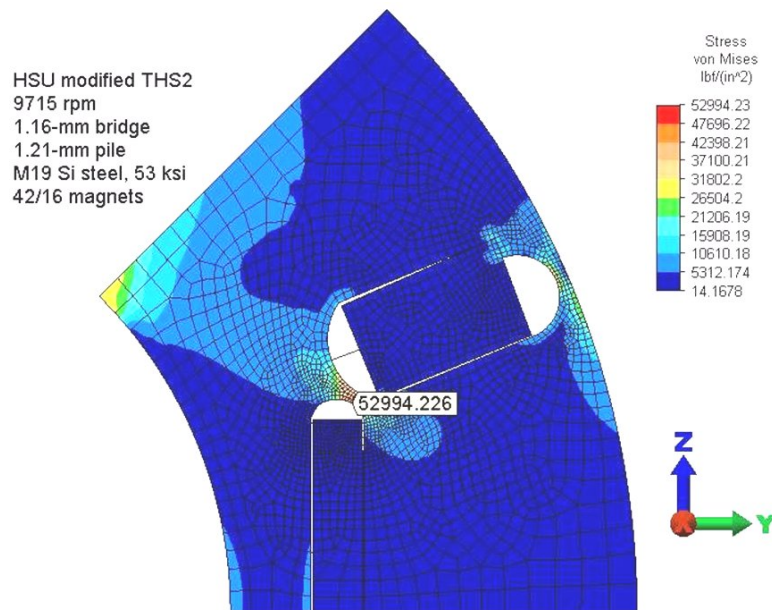 HSU modified THS2
9715 rpm
1.16-mm bridge
1.21-mm pile
M19 Si steel, 53 ksi
42/16 magnets
Stress
von Mises
lbf/(in^2)
52994.23
47696.22
42398.21
37100.21
31802.2
26504.2
21206.19
15908.19
10610.18
5312.174
14.1678
52994.226
Z
X
Y